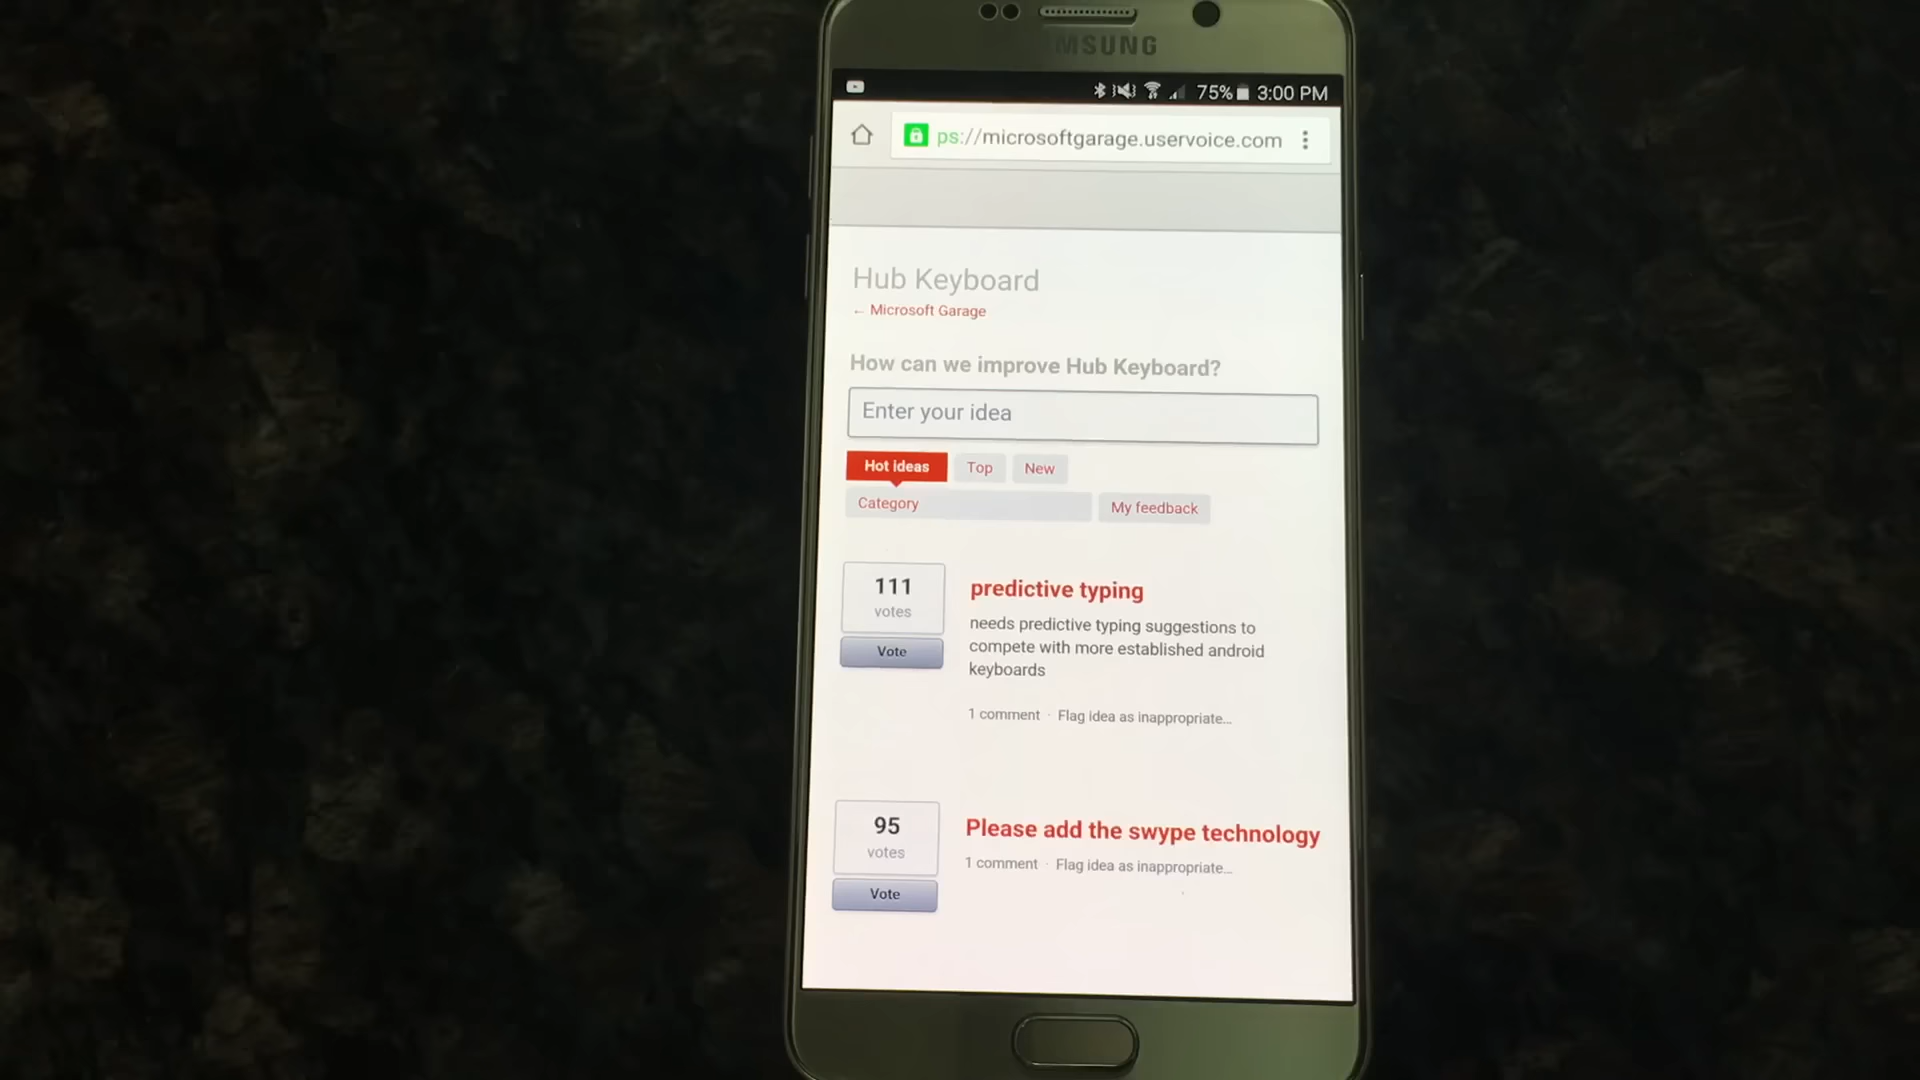 MSUNG
75% 3:00 PM
ps://microsoftgarage.uservoice.com
Hub Keyboard
← Microsoft Garage
How can we improve Hub Keyboard?
Enter your idea
Hot ideas Top New
Category My feedback
111
votes
Vote
predictive typing
needs predictive typing suggestions to
compete with more established android
keyboards
1 comment · Flag idea as inappropriate...
95
votes
Vote
Please add the swype technology
1 comment · Flag idea as inappropriate...